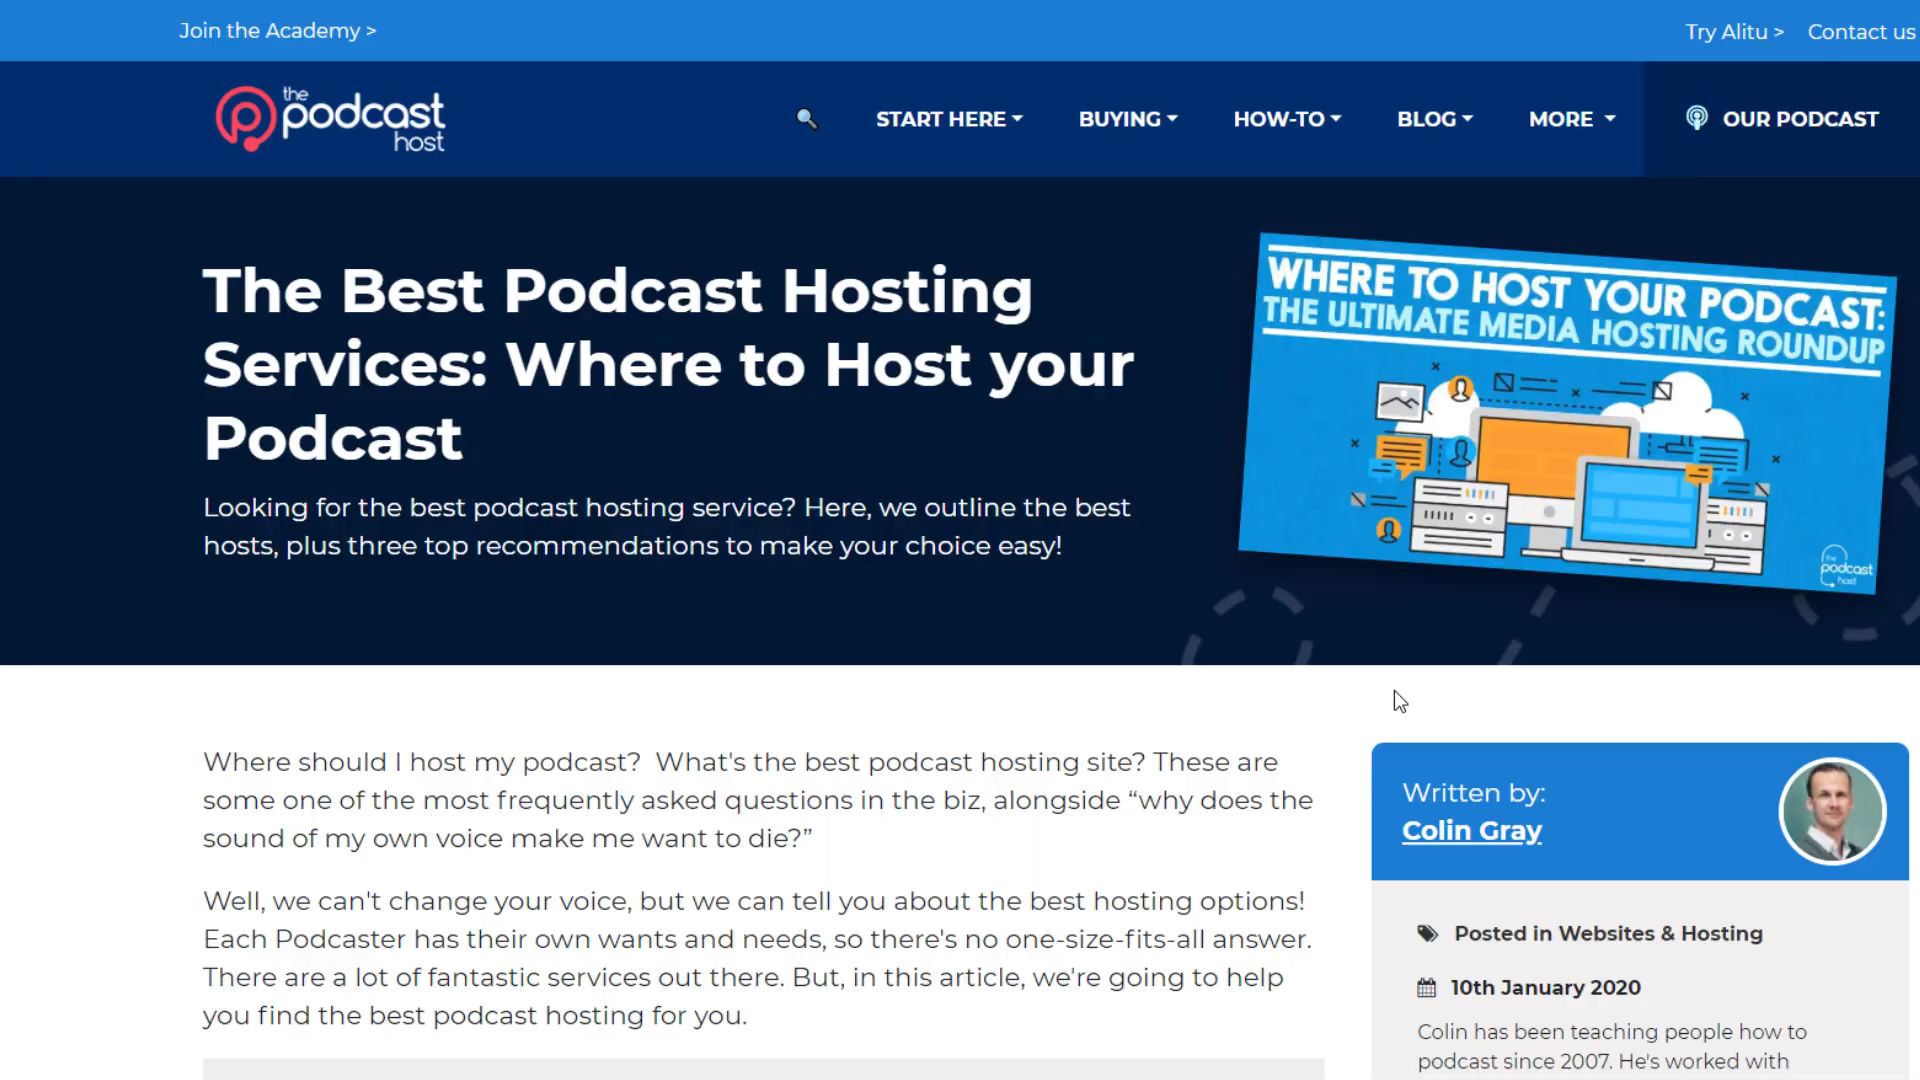 Join the Academy >
Try Alitu >
Contact us
the
podcast
host
START HERE
BUYING
HOW-TO
BLOG
MORE
OUR PODCAST
The Best Podcast Hosting
Services: Where to Host your
Podcast
Looking for the best podcast hosting service? Here, we outline the best
hosts, plus three top recommendations to make your choice easy!
WHERE TO HOST YOUR PODCAST:
THE ULTIMATE MEDIA HOSTING ROUNDUP
the
podcast
host
Where should I host my podcast?  What's the best podcast hosting site? These are
some one of the most frequently asked questions in the biz, alongside “why does the
sound of my own voice make me want to die?”
Well, we can't change your voice, but we can tell you about the best hosting options!
Each Podcaster has their own wants and needs, so there's no one-size-fits-all answer.
There are a lot of fantastic services out there. But, in this article, we're going to help
you find the best podcast hosting for you.
Written by:
Colin Gray
Posted in Websites & Hosting
10th January 2020
Colin has been teaching people how to
podcast since 2007. He's worked with